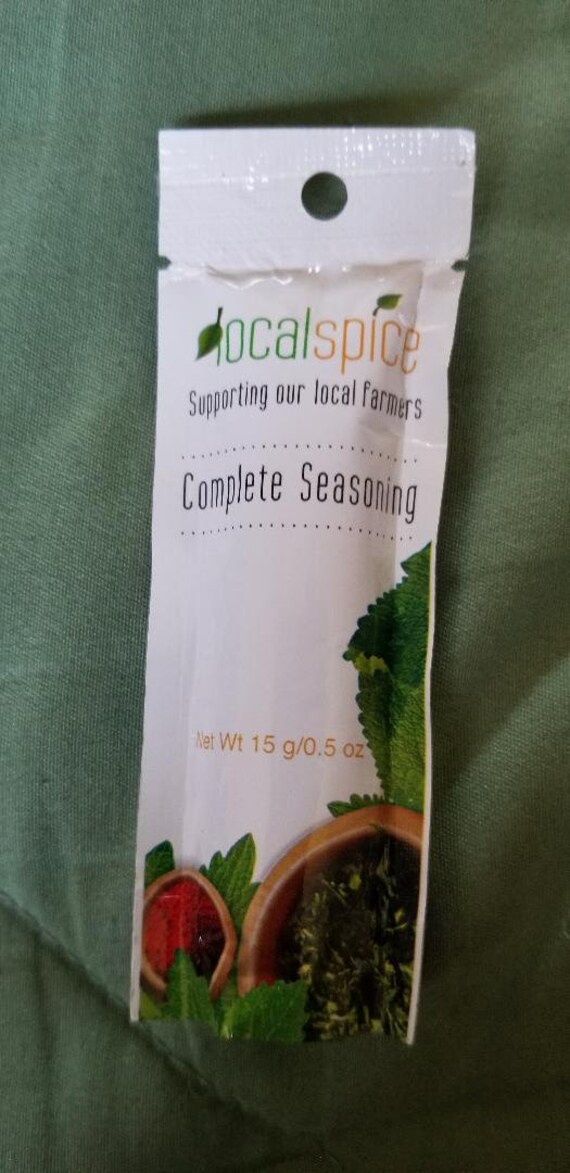 localspice
Supporting our local farmers
Complete Seasoning
Net Wt 15 g/0.5 oz